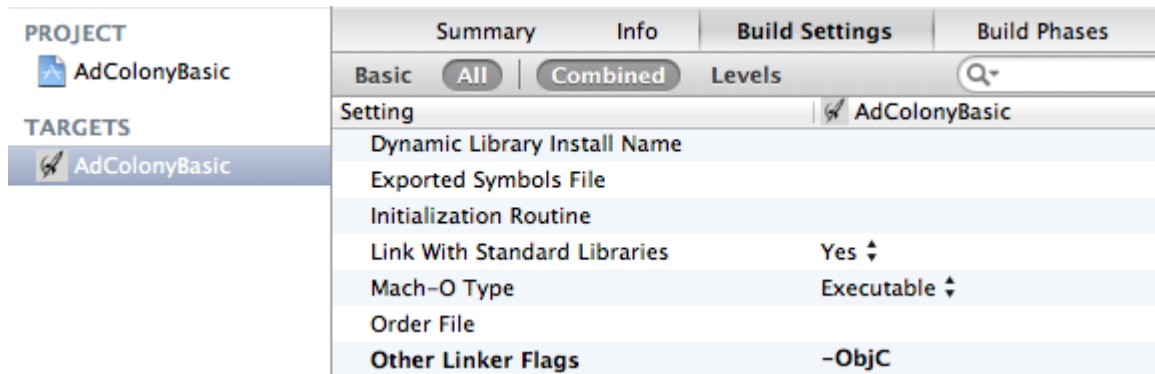 PROJECT
AdColonyBasic
TARGETS
AdColonyBasic
Summary Info Build Settings Build Phases
Basic All Combined Levels
Setting AdColonyBasic
Dynamic Library Install Name
Exported Symbols File
Initialization Routine
Link With Standard Libraries Yes
Mach-O Type Executable
Order File
Other Linker Flags -ObjC